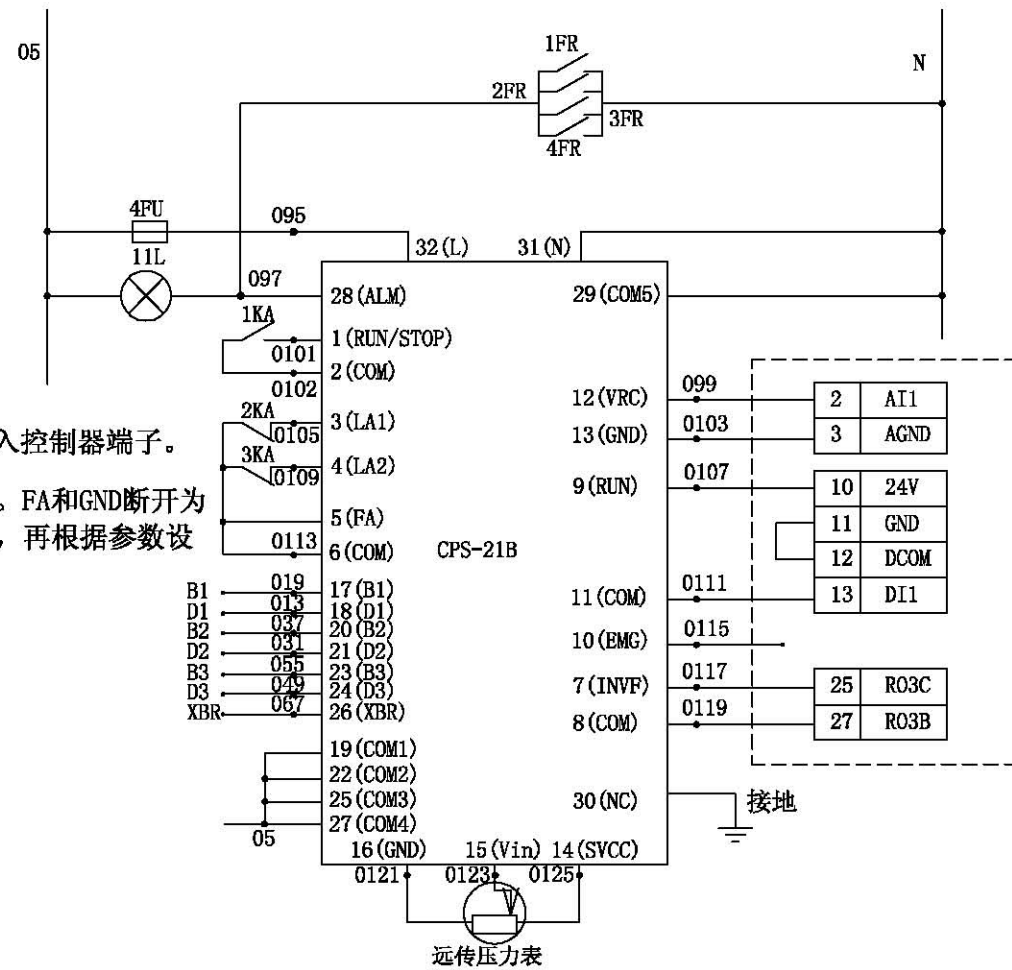 05
N
1FR
2FR
3FR
4FR
4FU
095
11L
32(L)
31(N)
097
28(ALM)
29(COM5)
1KA
1(RUN/STOP)
0101
2(COM)
0102
12(VRC)
099
2 AI1
2KA
3(LA1)
入控制器端子。
0105
13(GND)
0103
3 AGND
3KA
4(LA2)
0109
9(RUN)
0107
10 24V
。FA和GND断开为
5(FA)
11 GND
，再根据参数设
0113
6(COM)
CPS-21B
12 DCOM
B1 019 17(B1)
11(COM)
0111
13 DI1
D1 013 18(D1)
B2 037 20(B2)
10(EMG)
0115
D2 031 21(D2)
B3 055 23(B3)
7(INVF)
0117
25 RO3C
D3 049 24(D3)
XBR 067 26(XBR)
8(COM)
0119
27 RO3B
19(COM1)
22(COM2)
25(COM3)
30(NC)
接地
27(COM4)
05
16(GND)
15(Vin)
14(SVCC)
0121
0123
0125
远传压力表